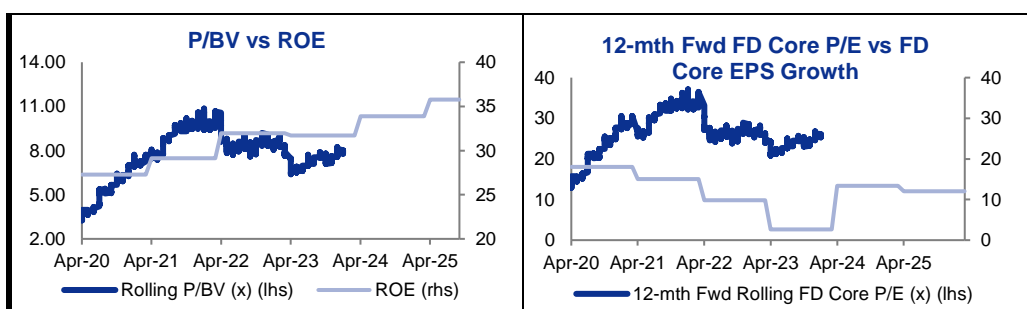 P/BV vs ROE
14.00
11.00
8.00
5.00
2.00
40
35
30
25
20
Apr-20 Apr-21 Apr-22 Apr-23 Apr-24 Apr-25
Rolling P/BV (x) (lhs) ROE (rhs)
12-mth Fwd FD Core P/E vs FD
Core EPS Growth
40
30
20
10
0
40
30
20
10
0
Apr-20 Apr-21 Apr-22 Apr-23 Apr-24 Apr-25
12-mth Fwd Rolling FD Core P/E (x) (lhs)